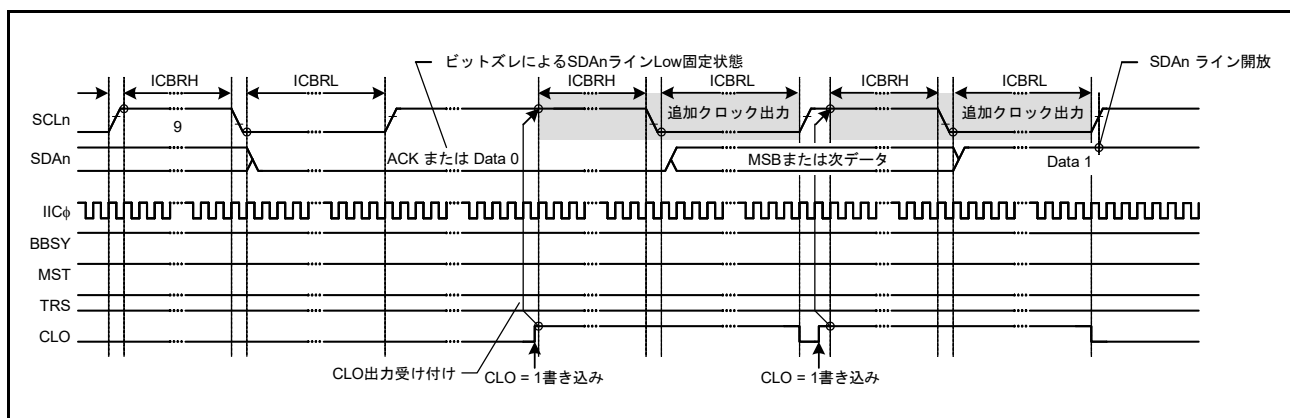 ビットズレによるSDAnラインLow固定状態
SDAn ライン開放
ICBRH
ICBRL
ICBRH
ICBRL
ICBRH
ICBRL
SCLn
9
追加クロック出力
追加クロック出力
SDAn
ACK または Data 0
MSBまたは次データ
Data 1
IICφ
BBSY
MST
TRS
CLO
CLO出力受け付け
CLO = 1書き込み
CLO = 1書き込み